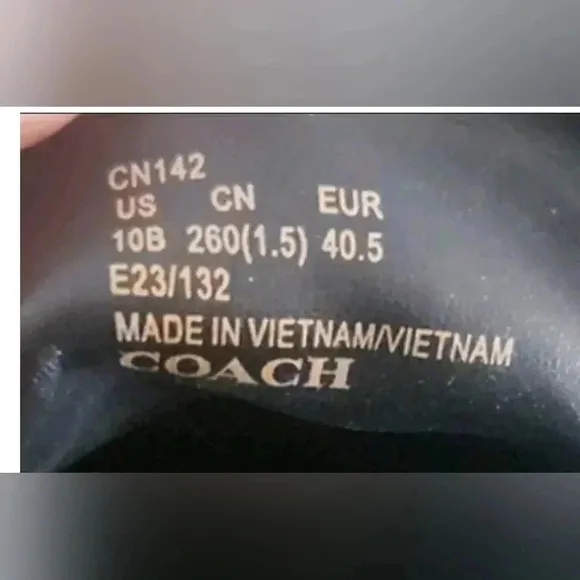 CN142
US CN EUR
10B 260(1.5) 40.5
E23/132
MADE IN VIETNAM/VIETNAM
COACH